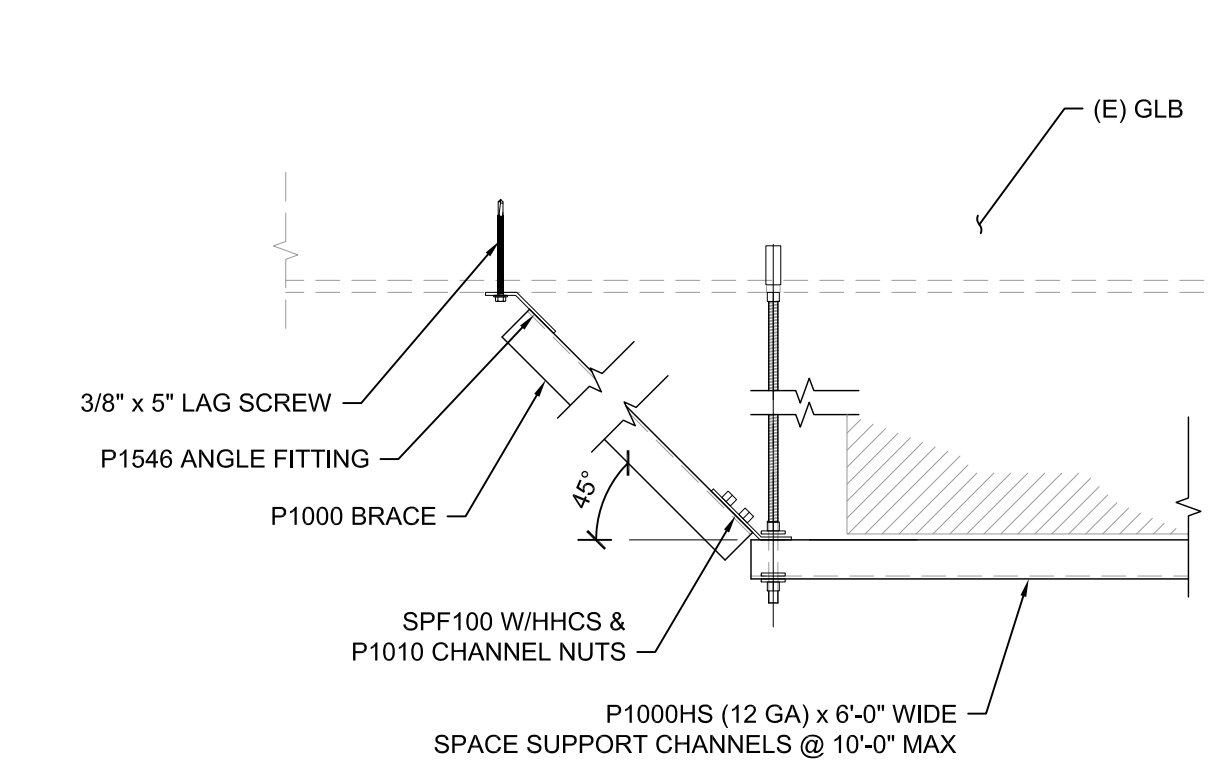 (E) GLB
3/8" x 5" LAG SCREW
P1546 ANGLE FITTING
P1000 BRACE
45°
SPF100 W/HHCS &
P1010 CHANNEL NUTS
P1000HS (12 GA) x 6'-0" WIDE
SPACE SUPPORT CHANNELS @ 10'-0" MAX